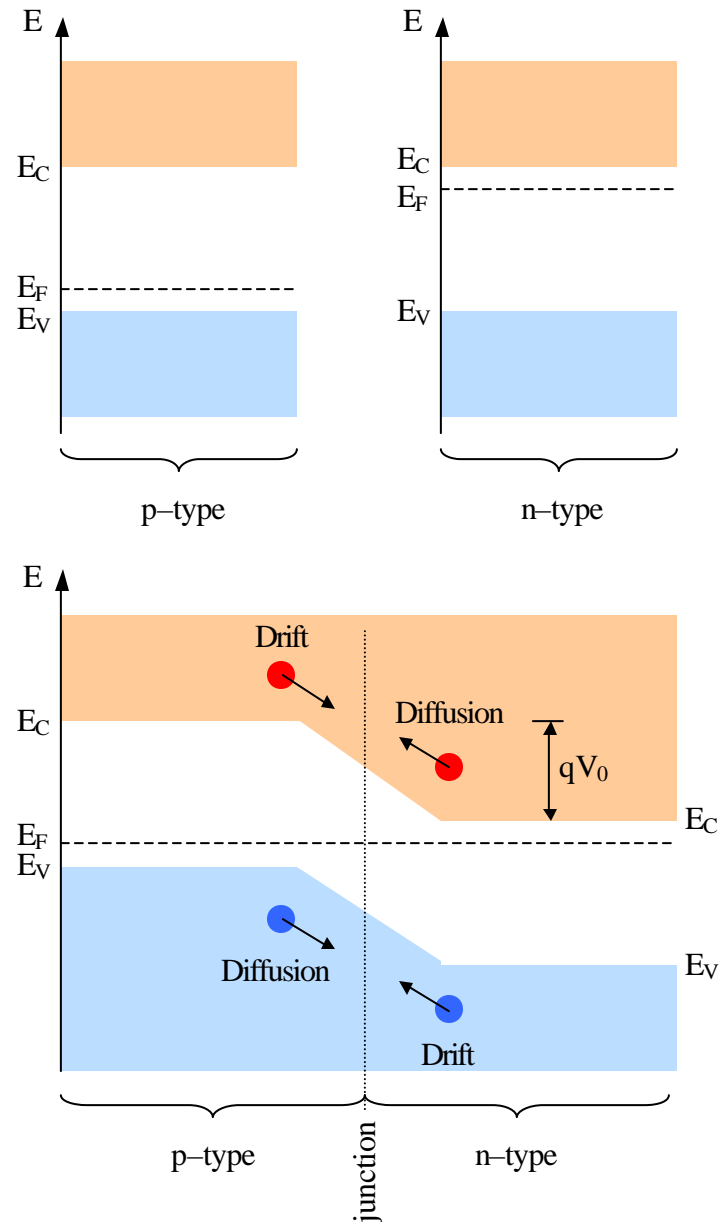 E
E
E_C
E_C
E_F
E_F
E_V
E_V
p–type
n–type
E
Drift
Diffusion
E_C
qV_0
E_C
E_F
E_V
Diffusion
E_V
Drift
p–type
n–type
junction